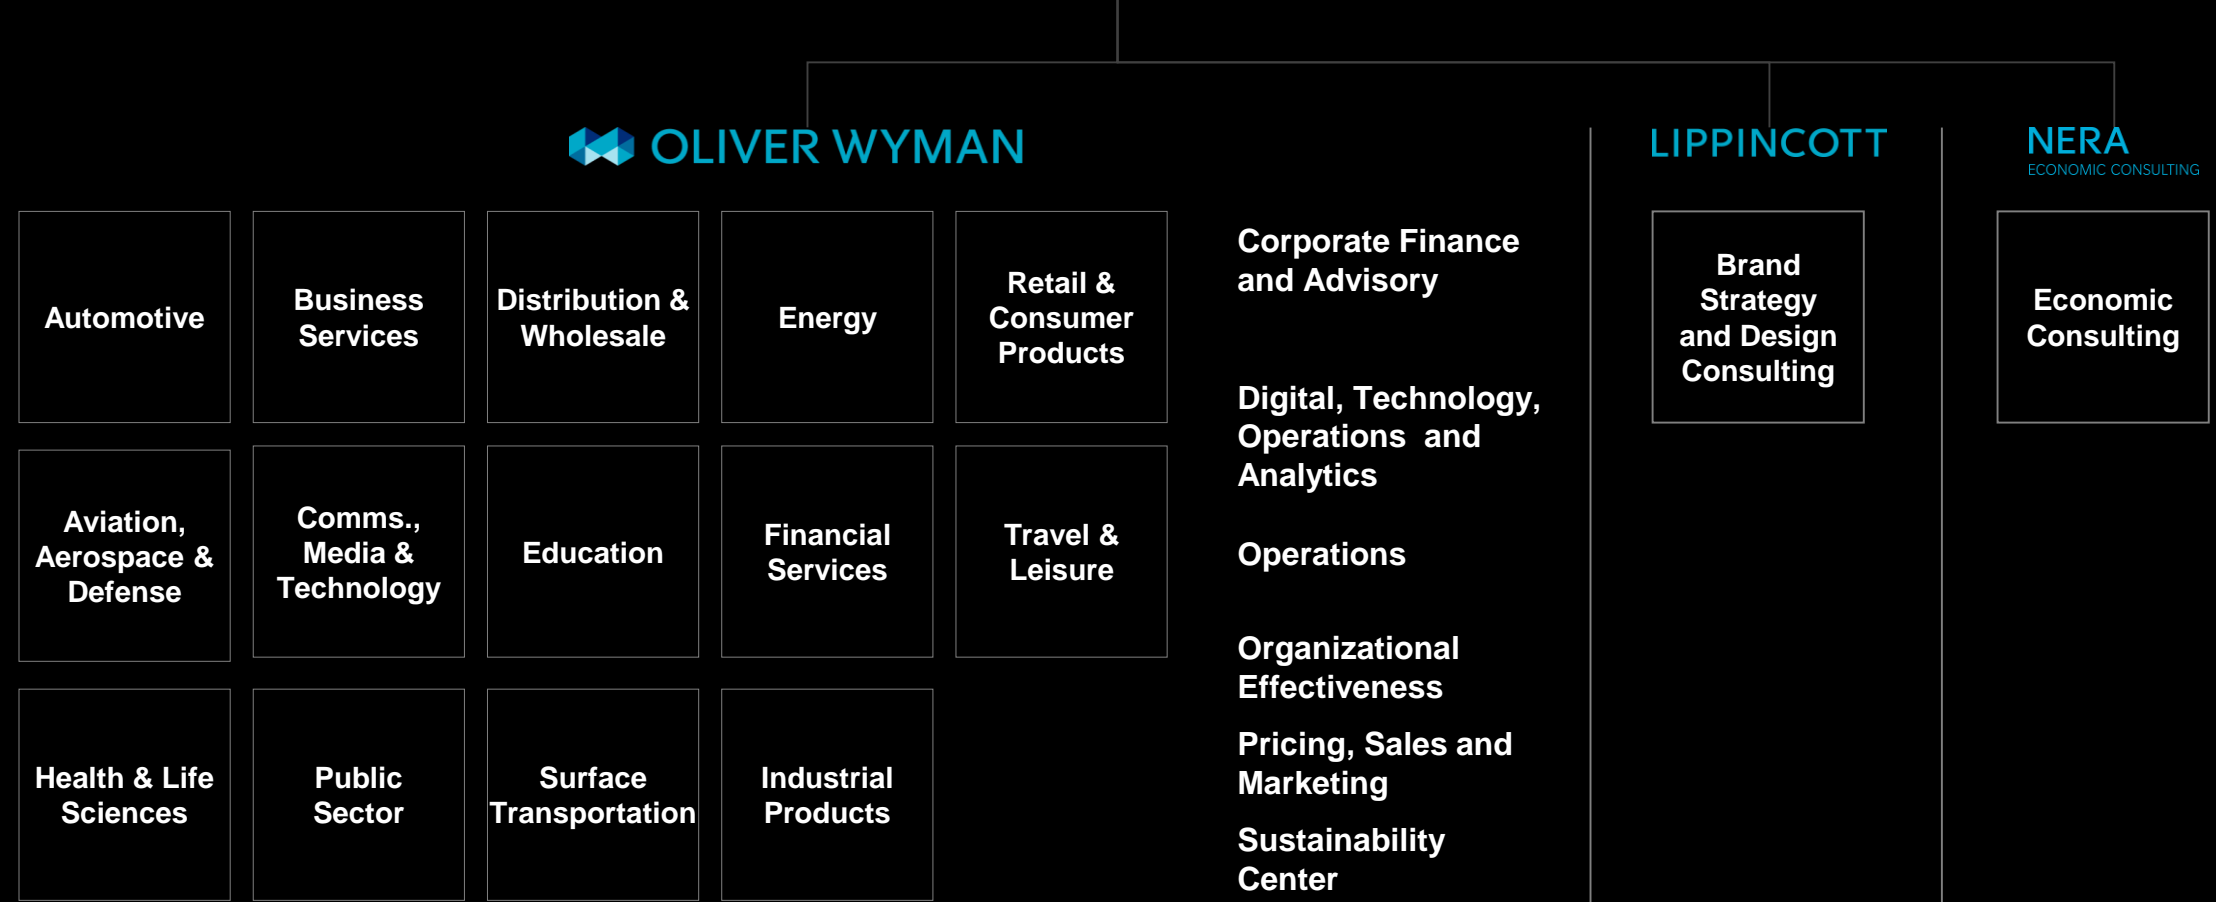 OLIVER WYMAN
LIPPINCOTT
NERA
ECONOMIC CONSULTING
Automotive
Business
Services
Distribution &
Wholesale
Energy
Retail &
Consumer
Products
Aviation,
Aerospace &
Defense
Comms.,
Media &
Technology
Education
Financial
Services
Travel &
Leisure
Health & Life
Sciences
Public
Sector
Surface
Transportation
Industrial
Products
Corporate Finance
and Advisory
Digital, Technology,
Operations  and
Analytics
Operations
Organizational
Effectiveness
Pricing, Sales and
Marketing
Sustainability
Center
Brand
Strategy
and Design
Consulting
Economic
Consulting